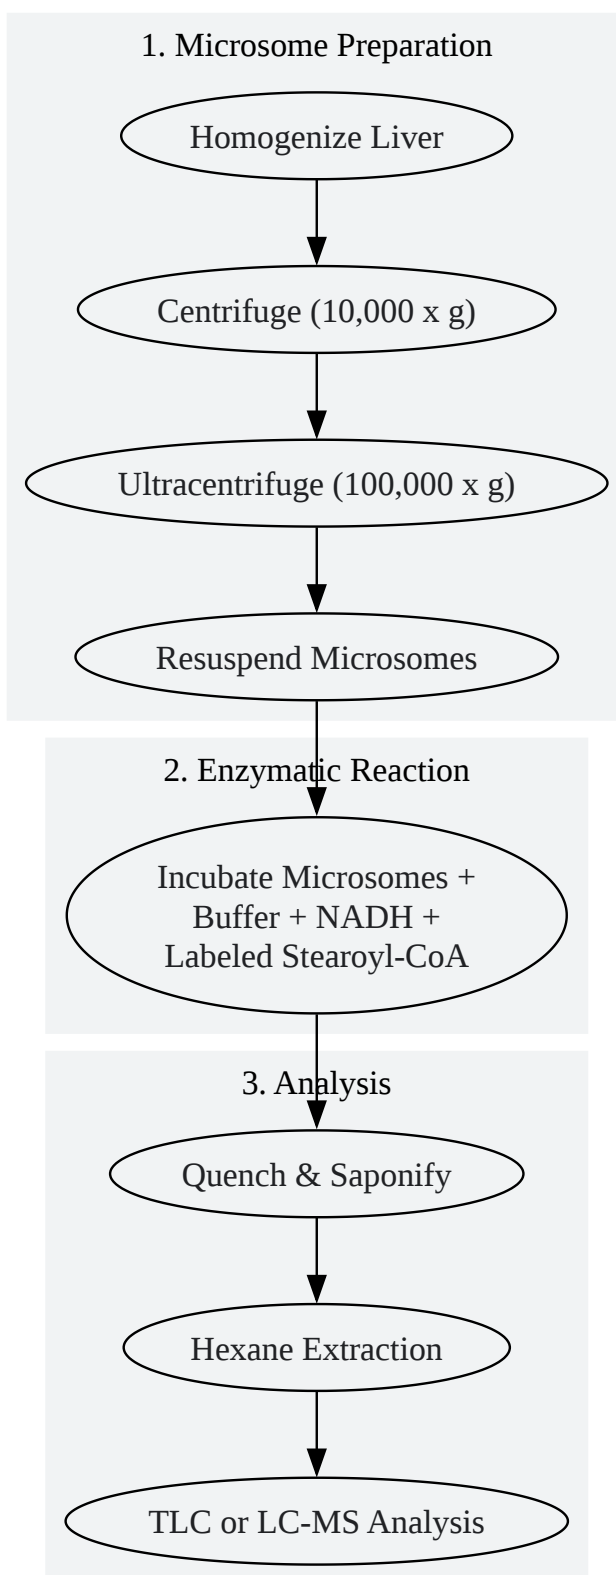 1. Microsome Preparation
Homogenize Liver
Centrifuge (10,000 x g)
Ultracentrifuge (100,000 x g)
Resuspend Microsomes
2. Enzymatic Reaction
Incubate Microsomes +
Buffer + NADH +
Labeled Stearoyl-CoA
3. Analysis
Quench & Saponify
Hexane Extraction
TLC or LC-MS Analysis